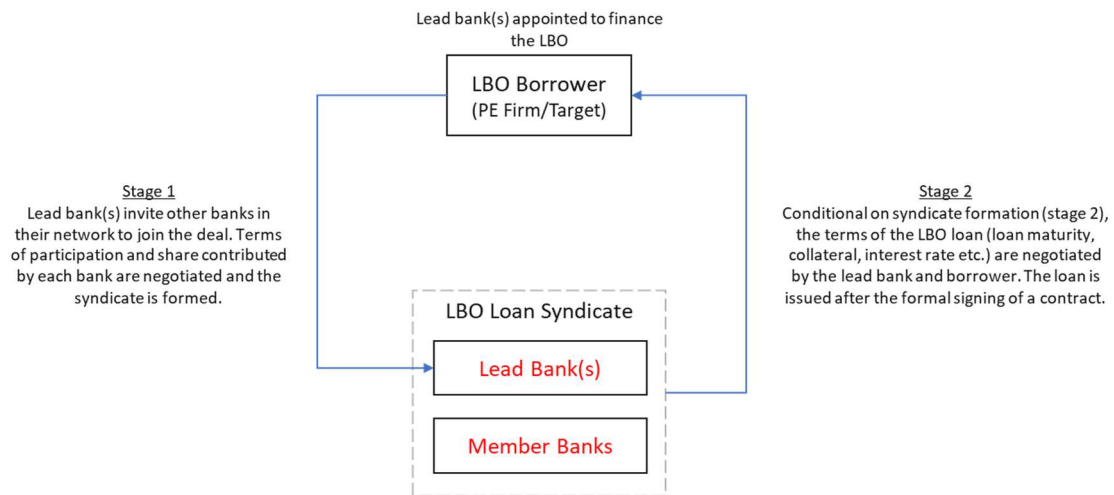 Lead bank(s) appointed to finance
the LBO
LBO Borrower
(PE Firm/Target)
Stage 1
Lead bank(s) invite other banks in
their network to join the deal. Terms
of participation and share contributed
by each bank are negotiated and the
syndicate is formed.
Stage 2
Conditional on syndicate formation (stage 2),
the terms of the LBO loan (loan maturity,
collateral, interest rate etc.) are negotiated
by the lead bank and borrower. The loan is
issued after the formal signing of a contract.
LBO Loan Syndicate
Lead Bank(s)
Member Banks